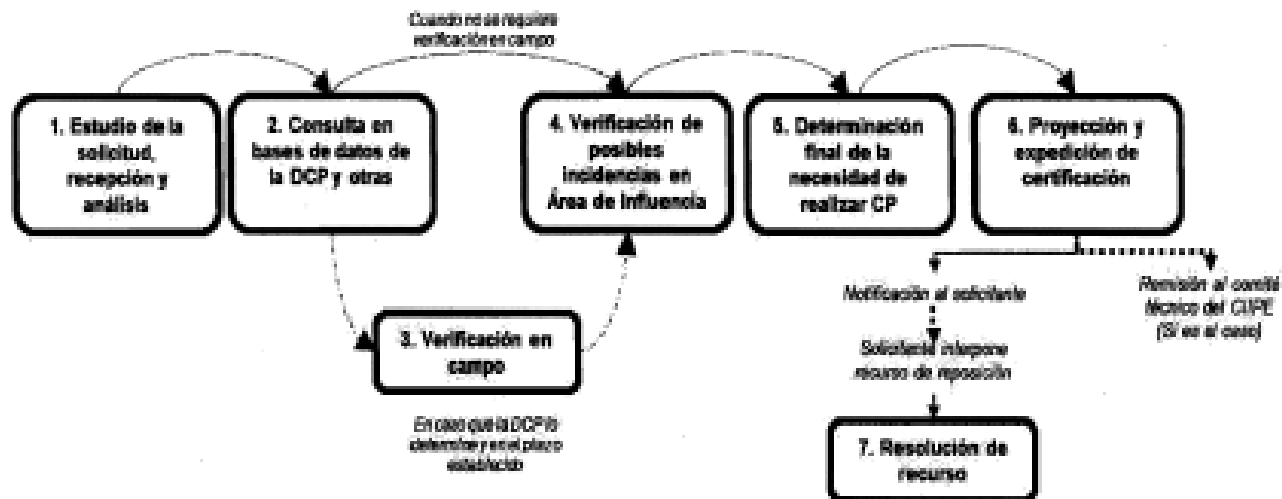 Cuando no se requiere
verificación en campo
1. Estudio de la
solicitud,
recepción y
análisis
2. Consulta en
bases de datos de
la DCP y otras
4. Verificación de
posibles
incidencias en
Área de Influencia
5. Determinación
final de la
necesidad de
realizar CP
6. Proyección y
expedición de
certificación
3. Verificación en
campo
En caso que la DCP lo
determine y en el plazo
establecido
Notificación al solicitante
Solicitante interpone
recurso de reposición
Remisión al comité
técnico del
(Si es el caso)
7. Resolución de
recurso